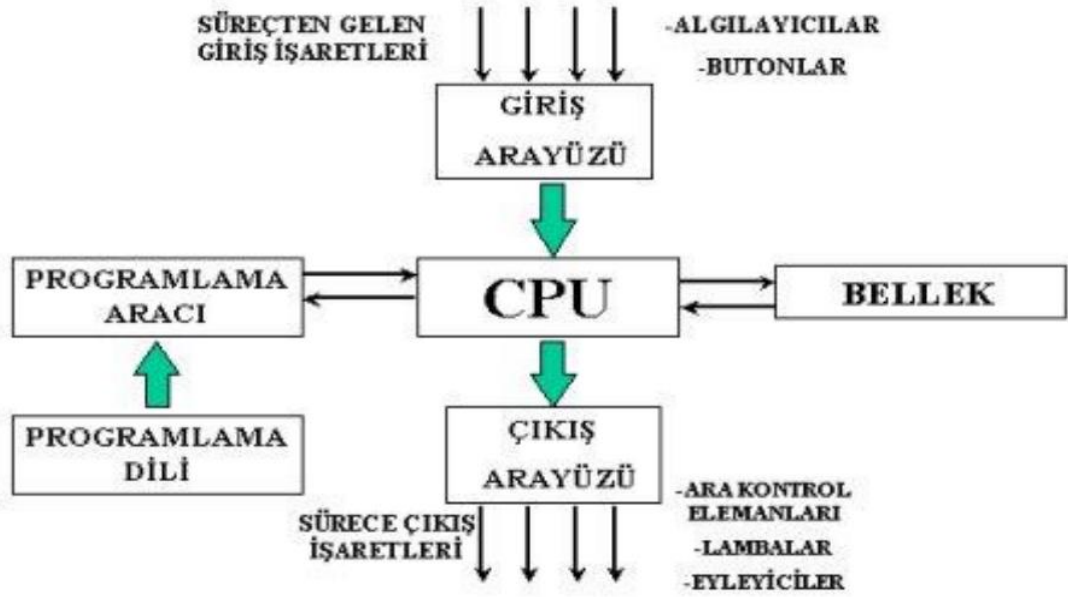 SÜREÇTEN GELEN
GİRİŞ İŞARETLERİ
-ALGILAYICILAR
-BUTONLAR
GİRİŞ
ARAYÜZÜ
PROGRAMLAMA
ARACI
CPU
BELLEK
PROGRAMLAMA
DİLİ
ÇIKIŞ
ARAYÜZÜ
SÜRECE ÇIKIŞ
İŞARETLERİ
-ARA KONTROL
ELEMANLARI
-LAMBALAR
-EYLEYİCİLER